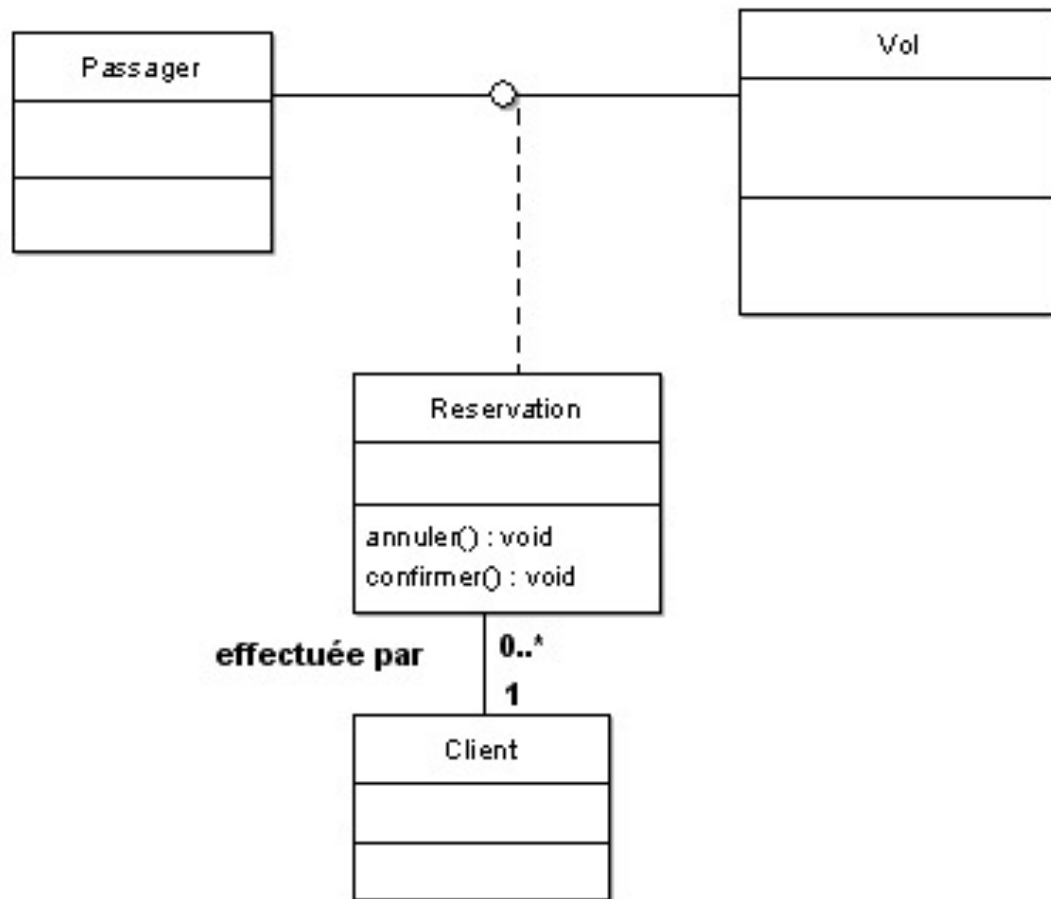 Passager
Vol
Reservation
annuler() : void
confirmer() : void
effectuée par
0..*
1
Client